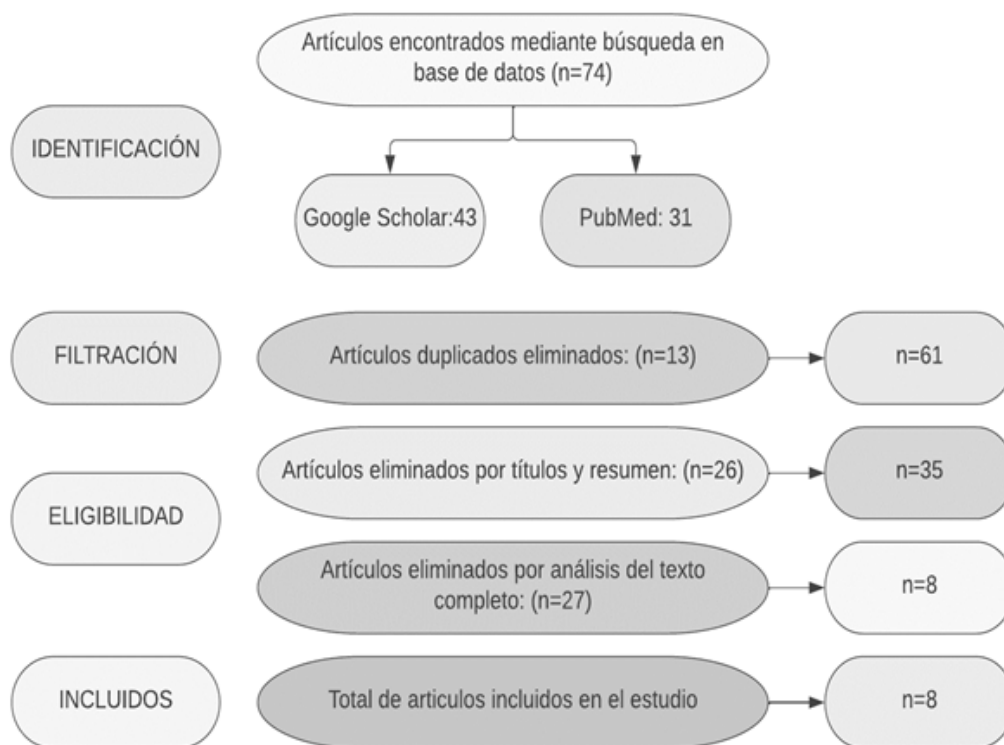 Artículos encontrados mediante búsqueda en
base de datos (n=74)
IDENTIFICACIÓN
Google Scholar:43
PubMed: 31
FILTRACIÓN
Artículos duplicados eliminados: (n=13)
n=61
ELIGIBILIDAD
Artículos eliminados por títulos y resumen: (n=26)
n=35
Artículos eliminados por análisis del texto
completo: (n=27)
n=8
INCLUIDOS
Total de articulos incluidos en el estudio
n=8